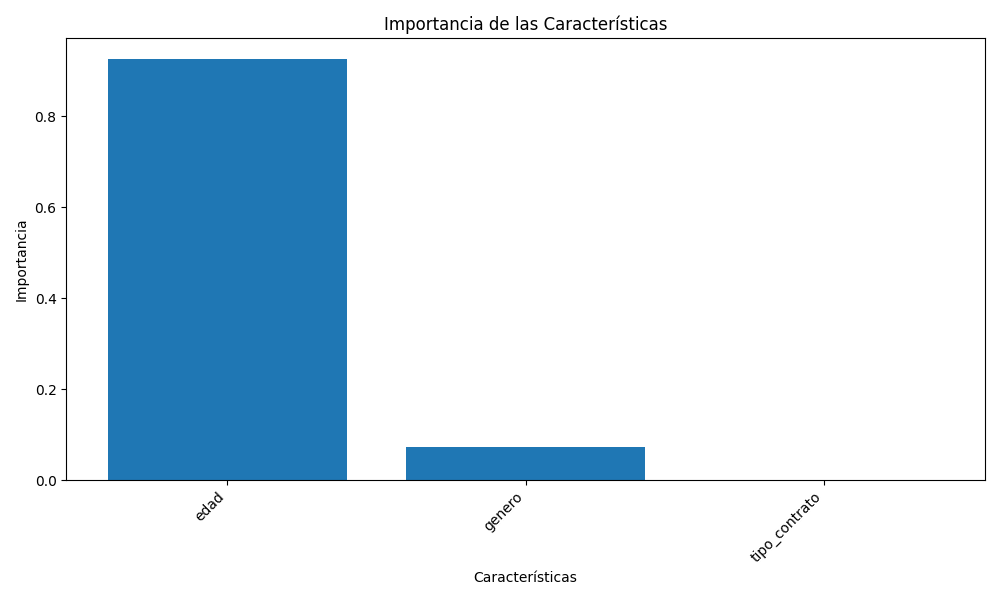 Importancia de las Características
Importancia
0.8
0.6
0.4
0.2
0.0
edad
genero
tipo_contrato
Características